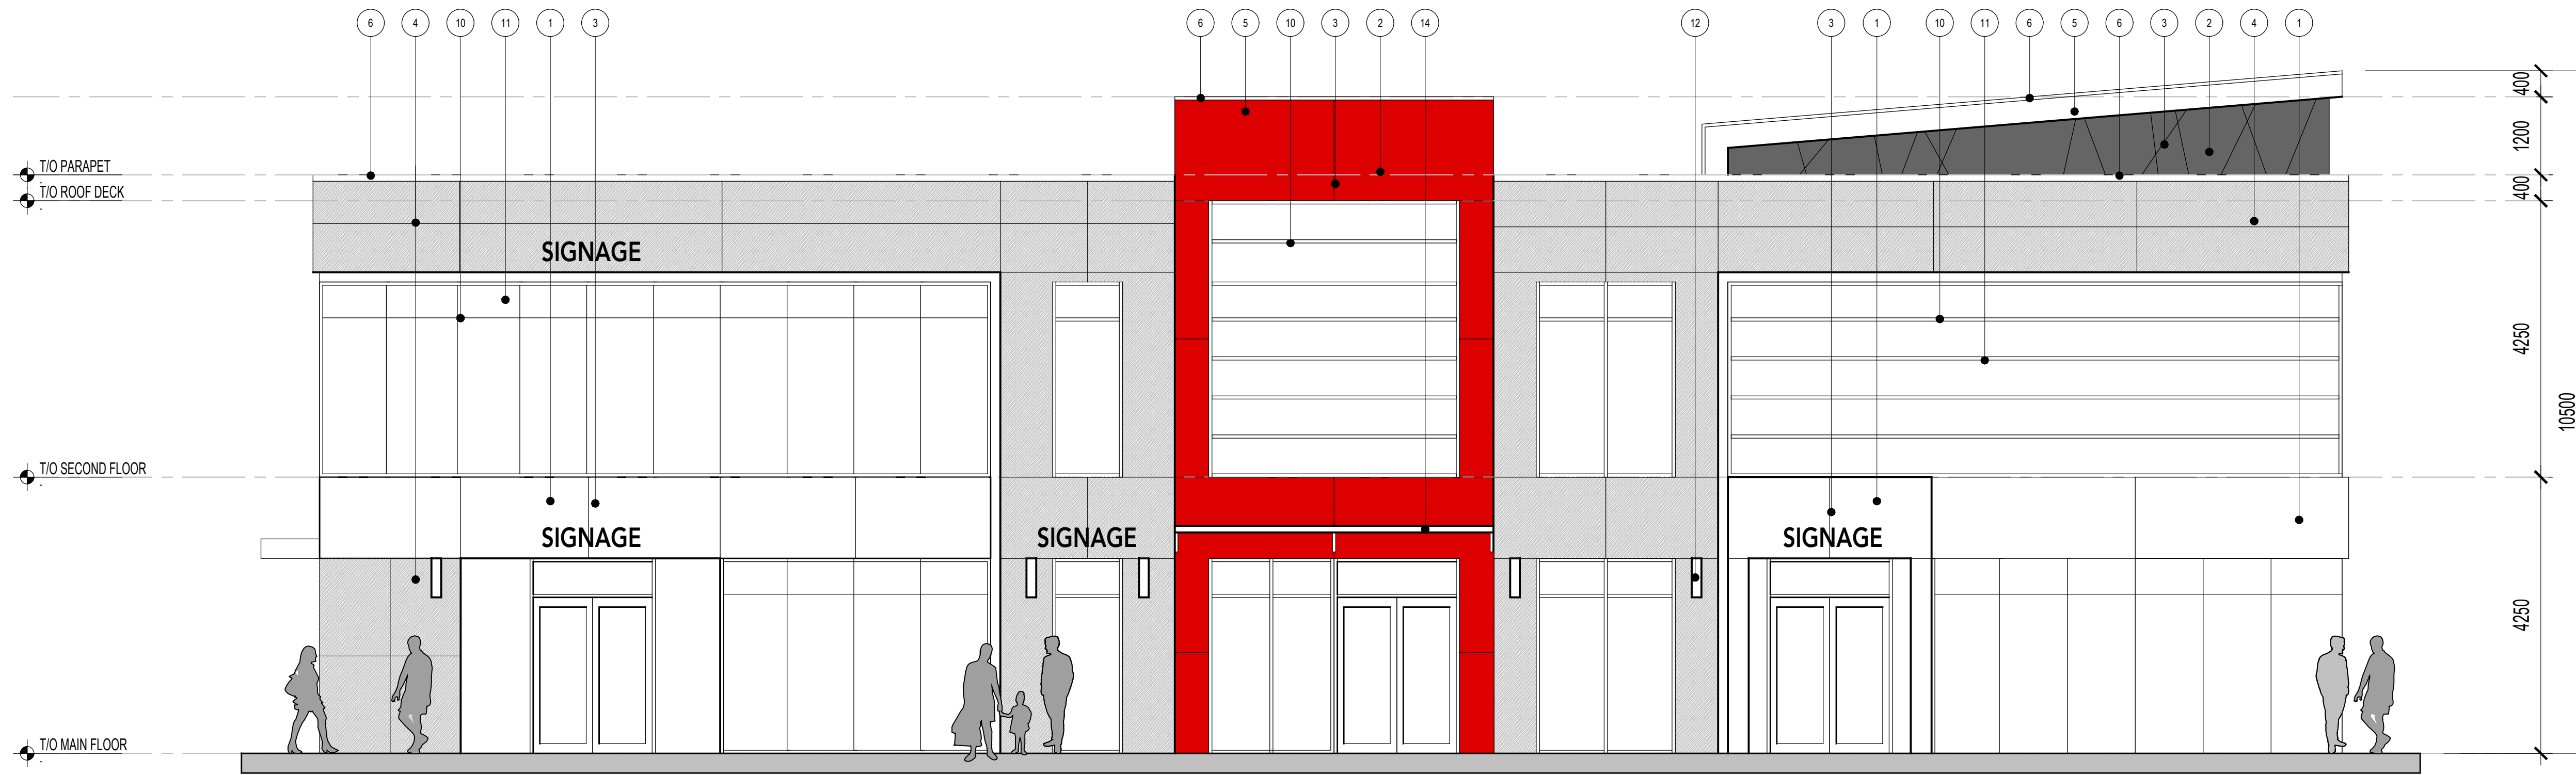 6 4 10 11 1 3 6 5 10 3 2 14 12 3 1 10 11 6 5 6 3 2 4 1
400
1200
T/O PARAPET
T/O ROOF DECK
400
SIGNAGE
4250
10500
T/O SECOND FLOOR
SIGNAGE SIGNAGE SIGNAGE
4250
T/O MAIN FLOOR